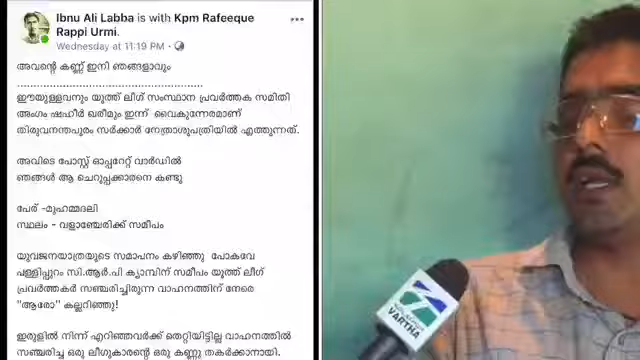 Ibnu Ali Labba is with Kpm Rafeeque
Rappi Urmi.
Wednesday at 11:19 PM ·
അവന്റെ കണ്ണ് ഇനി ഞങ്ങളാവും
......................................................
ഈയുള്ളവനും യൂത്ത് ലീഗ് സംസ്ഥാന പ്രവർത്തക സമിതി
അംഗം ഷഹീർ ഖരീമും ഇന്ന് വൈകുന്നേരമാണ്
തിരുവനന്തപുരം സർക്കാർ നേത്രാശുപത്രിയിൽ എത്തുന്നത്.
അവിടെ പോസ്റ്റ് ഓപ്പറേറ്റ് വാർഡിൽ
ഞങ്ങൾ ആ ചെറുപ്പക്കാരനെ കണ്ടു
പേര് -മുഹമ്മദലി
സ്ഥലം - വളാഞ്ചേരിക്ക് സമീപം
യുവജനയാത്രയുടെ സമാപനം കഴിഞ്ഞു പോകവേ
പള്ളിപ്പുറം സി.ആർ.പി ക്യാമ്പിന് സമീപം യൂത്ത് ലീഗ്
പ്രവർത്തകർ സഞ്ചരിച്ചിരുന്ന വാഹനത്തിന് നേരെ
"ആരോ" കല്ലറിഞ്ഞു!
ഇരുളിൽ നിന്ന് എറിഞ്ഞവർക്ക് തെറ്റിയിട്ടില്ല വാഹനത്തിൽ
സഞ്ചരിച്ച ഒരു ലീഗുകാരന്റെ ഒരു കണ്ണു തകർക്കാനായി.
VARTHA